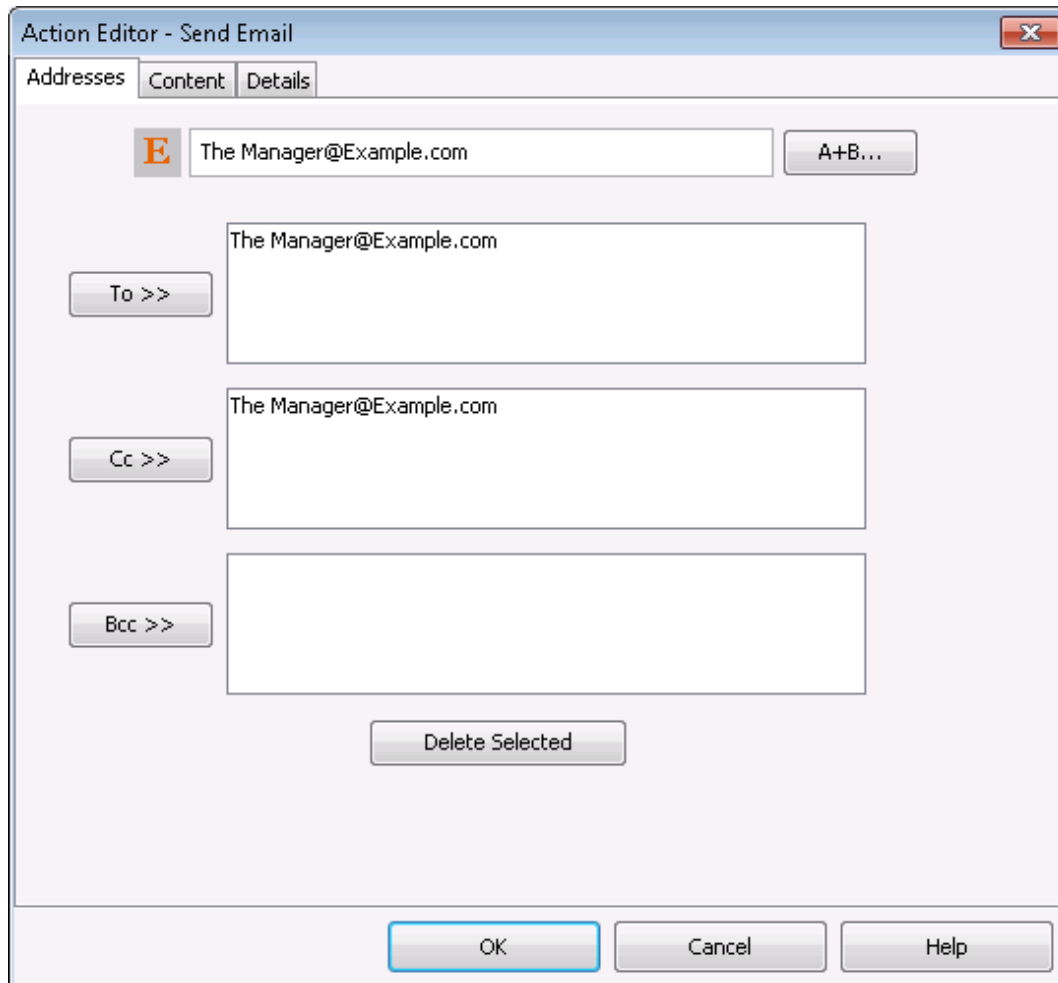 Action Editor - Send Email
Addresses Content Details
E The Manager@Example.com A+B...
The Manager@Example.com
To >>
The Manager@Example.com
Cc >>
Bcc >>
Delete Selected
OK Cancel Help